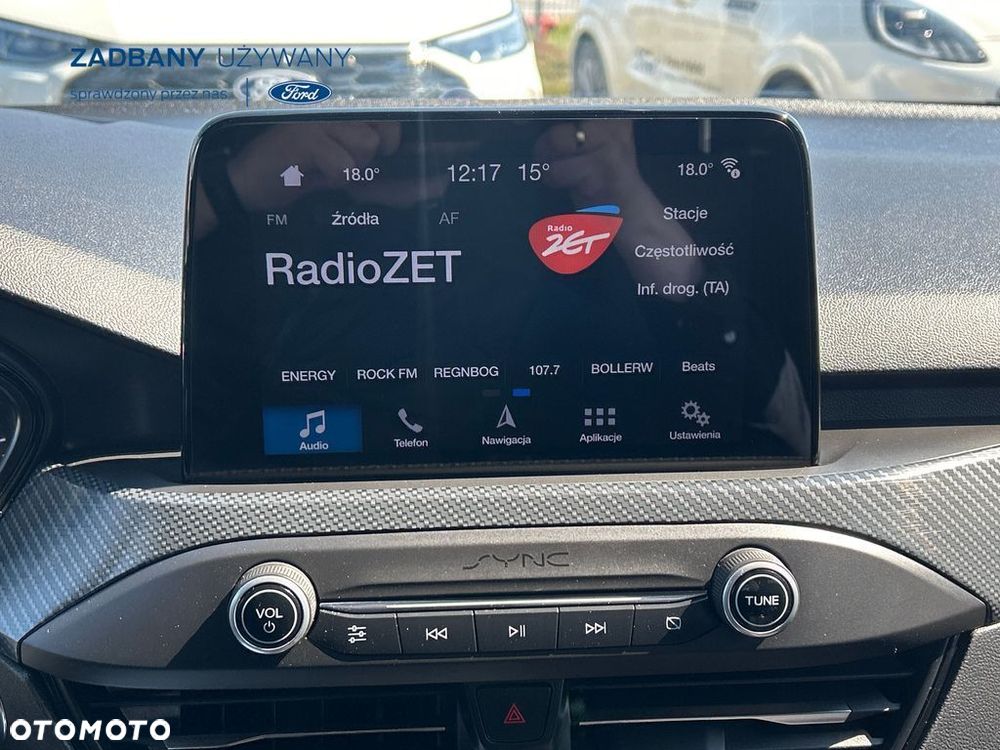 ZADBANY UŻYWANY
sprawdzony przez nas Ford
18.0° 12:17 15° 18.0°
FM Źródła AF
Radio ZET
Stacje
RadioZET
Częstotliwość
Inf. drog. (TA)
ENERGY ROCK FM REGNBOG 107.7 BOLLERW Beats
Audio Telefon Nawigacja Aplikacje Ustawienia
SYNC
VOL
TUNE
OTOMOTO